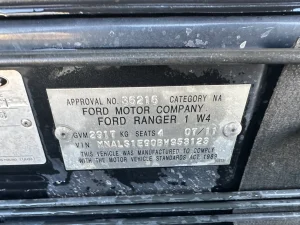 APPROVAL NO. 35215 CATEGORY NA
FORD MOTOR COMPANY
FORD RANGER 1 W4
GVM 2317 KG SEATS 4 07/11
VIN
THIS VEHICLE WAS MANUFACTURED TO COMPLY
WITH THE MOTOR VEHICLE STANDARDS ACT 1989